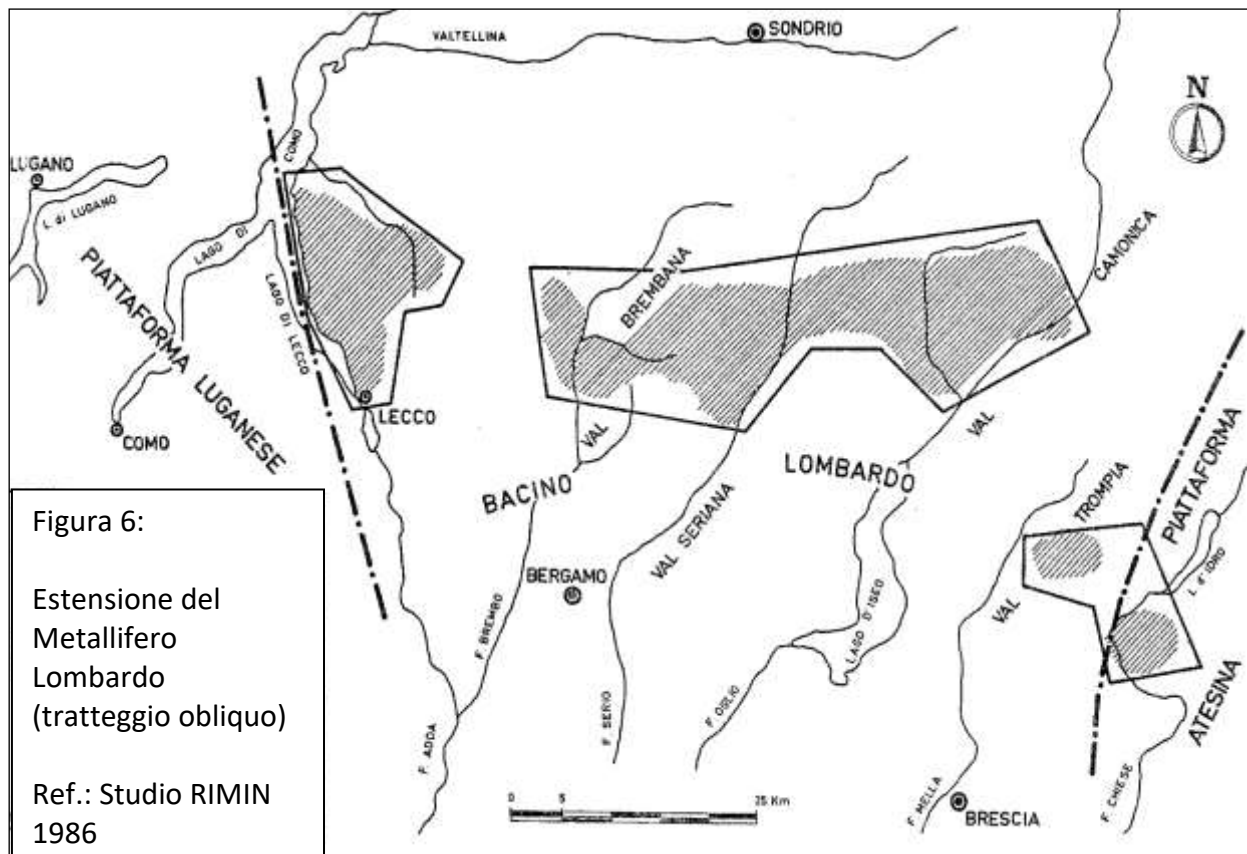 SONDRIO
VALTELLINA
N
LUGANO
L. di LUGANO
COMO
LAGO DI
PIATTAFORMA LUGANESE
LAGO DI LECCO
LECCO
COMO
BREMBANA
VAL
CANONICA
VAL
BACINO
LOMBARDO
VAL SERIANA
BERGAMO
F. BREMBO
F. ADDA
F. SERIO
F. OGLIO
LAGO D'ISEO
TROMPIA
VAL
PIATTAFORMA
L. d' IDRO
ATESINA
F. MELLA
F. CHIESE
BRESCIA
0 5 25 Km
Figura 6:
Estensione del
Metallifero
Lombardo
(tratteggio obliquo)
Ref.: Studio RIMIN
1986